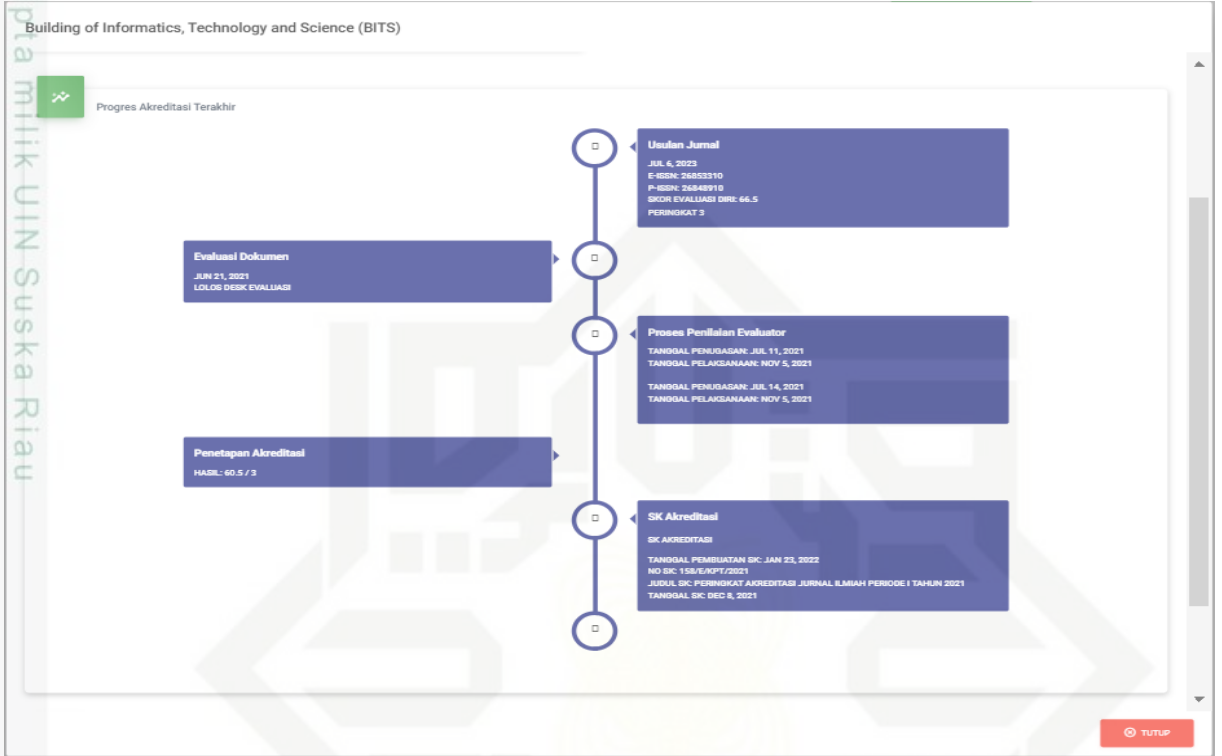 Building of Informatics, Technology and Science (BITS)
pta milik UIN Suska Riau
Progres Akreditasi Terakhir
Usulan Jurnal
JUL 6, 2023
E-ISSN: 26853310
P-ISSN: 26848910
SKOR EVALUASI DIRI: 66.5
PERINGKAT 3
Evaluasi Dokumen
JUN 21, 2021
LOLOS DESK EVALUASI
Proses Penilaian Evaluator
TANGGAL PENUGASAN: JUL 11, 2021
TANGGAL PELAKSANAAN: NOV 5, 2021
TANGGAL PENUGASAN: JUL 14, 2021
TANGGAL PELAKSANAAN: NOV 5, 2021
Penetapan Akreditasi
HASIL: 60.5 / 3
SK Akreditasi
SK AKREDITASI
TANGGAL PEMBUATAN SK: JAN 23, 2022
NO SK: 158/E/KPT/2021
JUDUL SK: PERINGKAT AKREDITASI JURNAL ILMIAH PERIODE I TAHUN 2021
TANGGAL SK: DEC 8, 2021
TUTUP